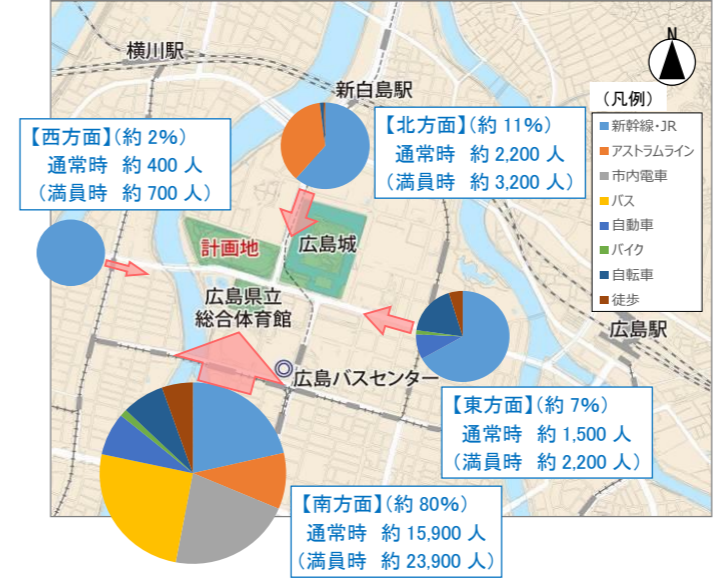 横川駅
新白島駅
N
【西方面】(約 2%)
通常時 約 400 人
(満員時 約 700 人)
【北方面】(約 11%)
通常時 約 2,200 人
(満員時 約 3,200 人)
(凡例)
新幹線・JR
アストラムライン
市内電車
バス
自動車
バイク
自転車
徒歩
計画地
広島城
広島県立
総合体育館
広島駅
広島バスセンター
【東方面】(約 7%)
通常時 約 1,500 人
(満員時 約 2,200 人)
【南方面】(約 80%)
通常時 約 15,900 人
(満員時 約 23,900 人)